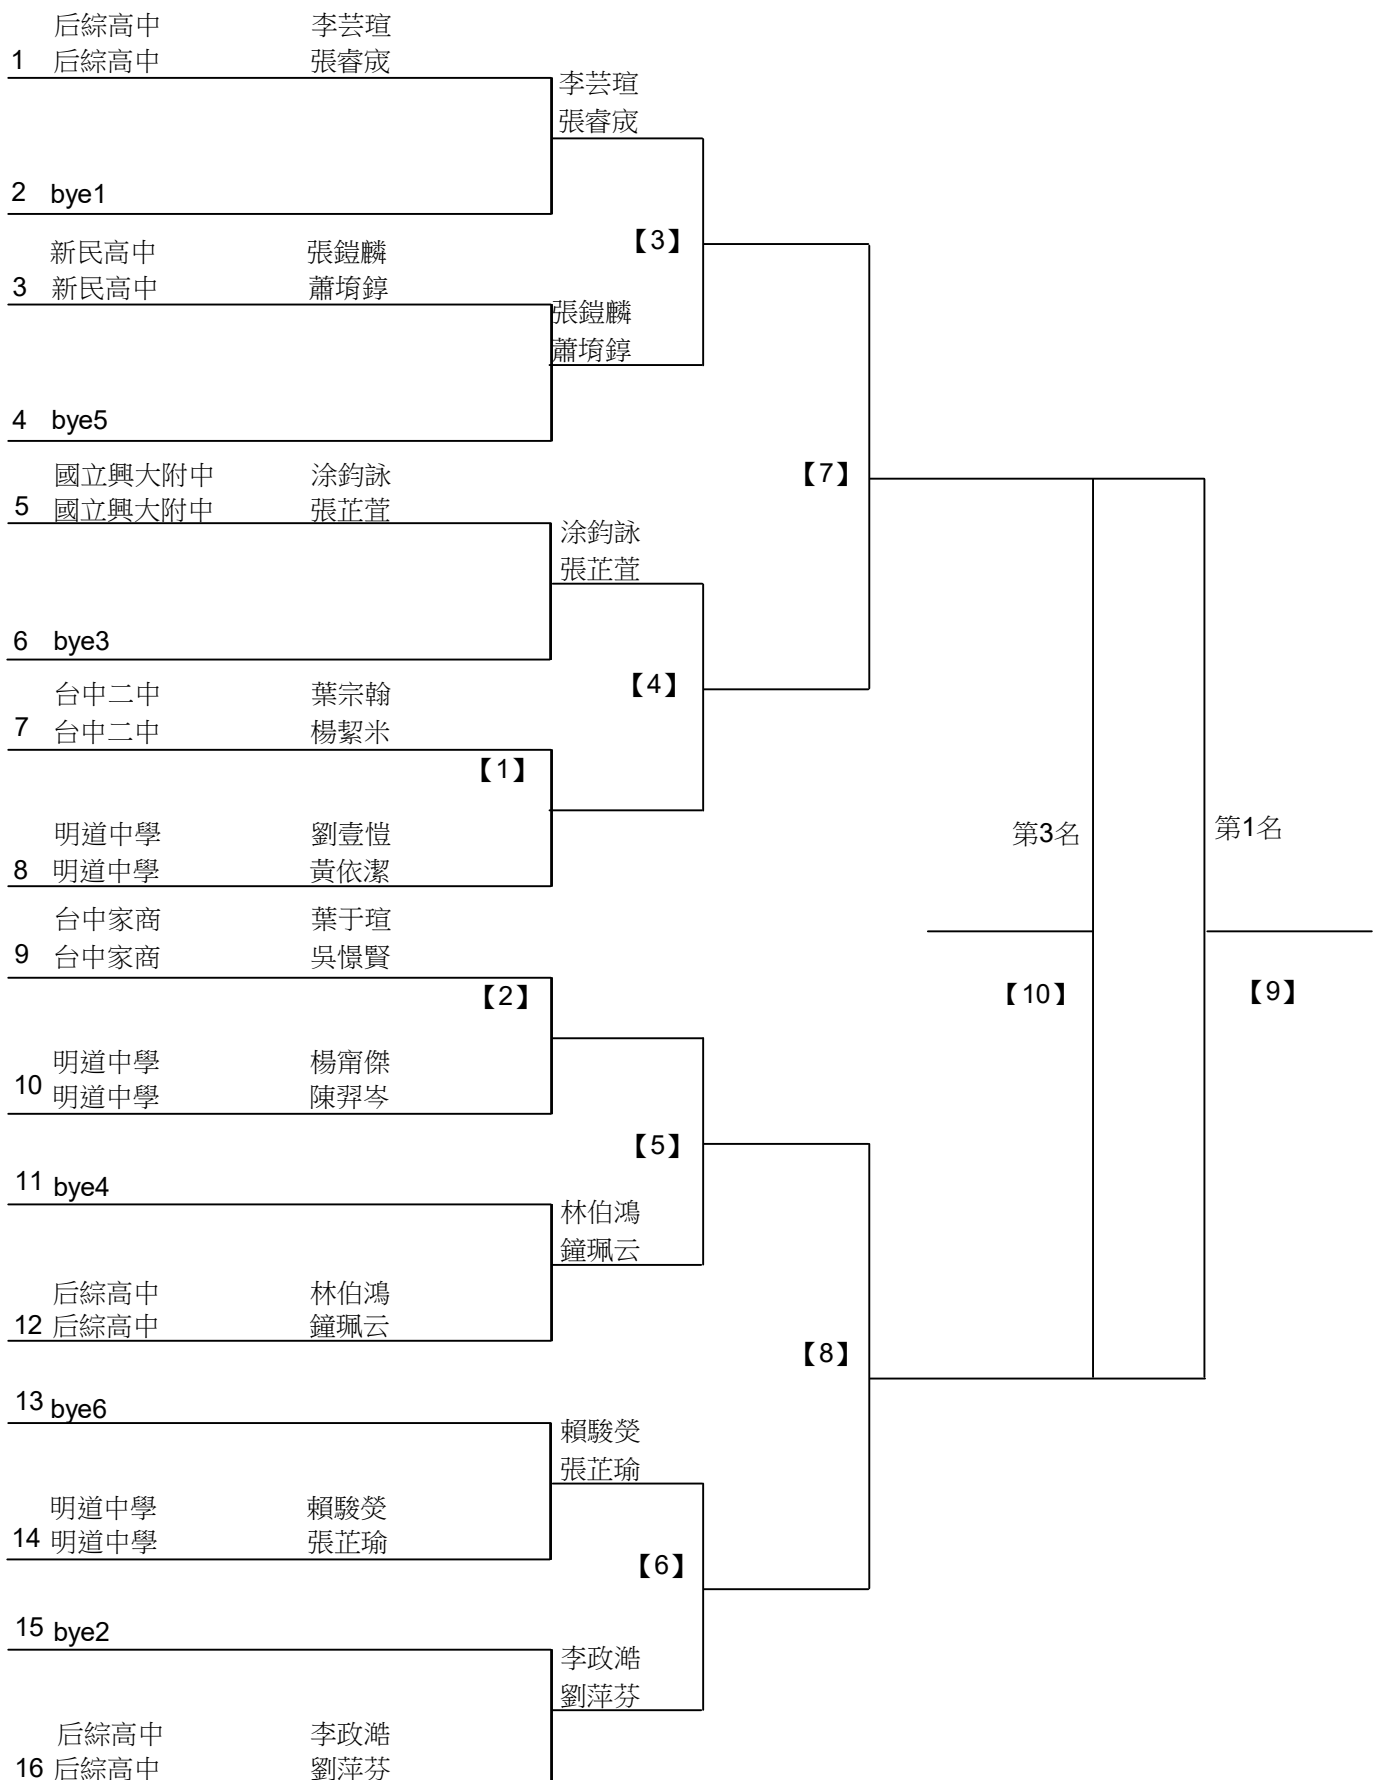 后綜高中 李芸瑄
1 后綜高中 張睿宬
李芸瑄
張睿宬
2 bye1
【3】
新民高中 張鎧麟
3 新民高中 蕭堉錞
張鎧麟
蕭堉錞
4 bye5
【7】
國立興大附中 涂鈞詠
5 國立興大附中 張芷萓
涂鈞詠
張芷萓
6 bye3
【4】
台中二中 葉宗翰
7 台中二中 楊絜米
【1】
明道中學 劉壹愷
8 明道中學 黃依潔
第3名 第1名
台中家商 葉于瑄
9 台中家商 吳憬賢
【2】
【10】 【9】
明道中學 楊甯傑
10 明道中學 陳羿岑
【5】
11 bye4
林伯鴻
鐘珮云
后綜高中 林伯鴻
12 后綜高中 鐘珮云
【8】
13 bye6
賴駿熒
張芷瑜
明道中學 賴駿熒
14 明道中學 張芷瑜
【6】
15 bye2
李政澔
劉萍芬
后綜高中 李政澔
16 后綜高中 劉萍芬